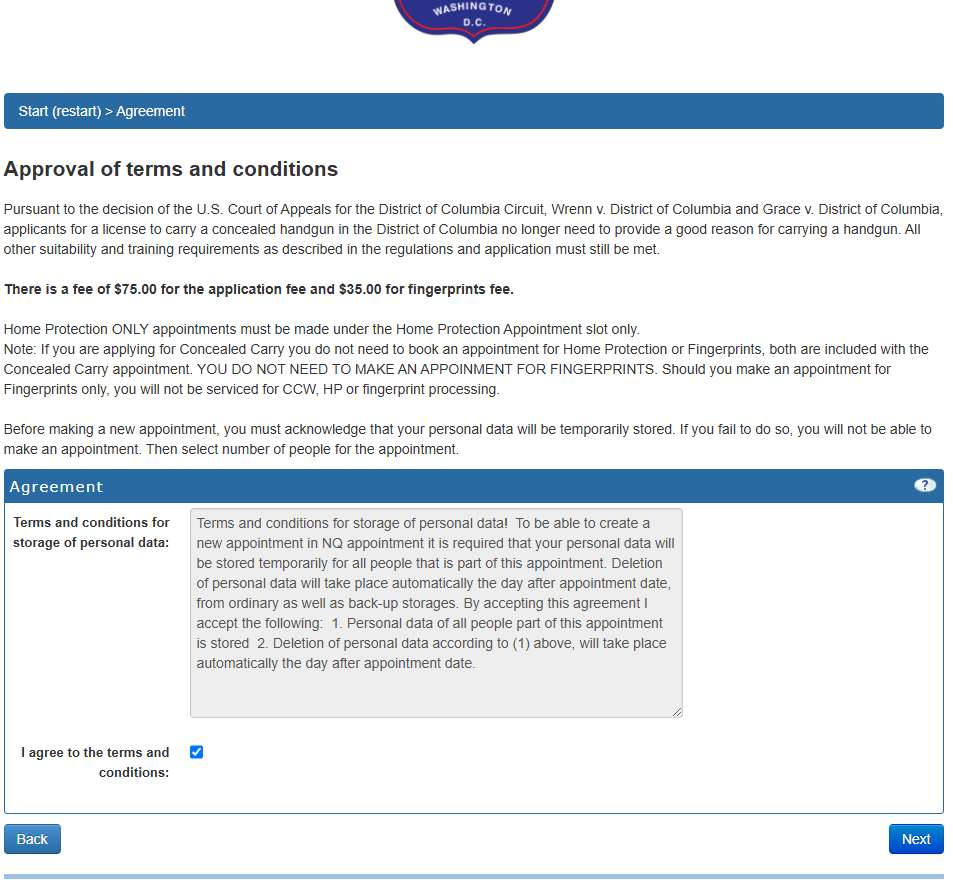 WASHINGTON
D.C.
Start (restart) > Agreement
Approval of terms and conditions
Pursuant to the decision of the U.S. Court of Appeals for the District of Columbia Circuit, Wrenn v. District of Columbia and Grace v. District of Columbia,
applicants for a license to carry a concealed handgun in the District of Columbia no longer need to provide a good reason for carrying a handgun. All
other suitability and training requirements as described in the regulations and application must still be met.
There is a fee of $75.00 for the application fee and $35.00 for fingerprints fee.
Home Protection ONLY appointments must be made under the Home Protection Appointment slot only.
Note: If you are applying for Concealed Carry you do not need to book an appointment for Home Protection or Fingerprints, both are included with the
Concealed Carry appointment. YOU DO NOT NEED TO MAKE AN APPOINMENT FOR FINGERPRINTS. Should you make an appointment for
Fingerprints only, you will not be serviced for CCW, HP or fingerprint processing.
Before making a new appointment, you must acknowledge that your personal data will be temporarily stored. If you fail to do so, you will not be able to
make an appointment. Then select number of people for the appointment.
Agreement ?
Terms and conditions for
storage of personal data:
Terms and conditions for storage of personal data! To be able to create a
new appointment in NQ appointment it is required that your personal data will
be stored temporarily for all people that is part of this appointment. Deletion
of personal data will take place automatically the day after appointment date,
from ordinary as well as back-up storages. By accepting this agreement I
accept the following: 1. Personal data of all people part of this appointment
is stored 2. Deletion of personal data according to (1) above, will take place
automatically the day after appointment date.
I agree to the terms and
conditions:
Back
Next